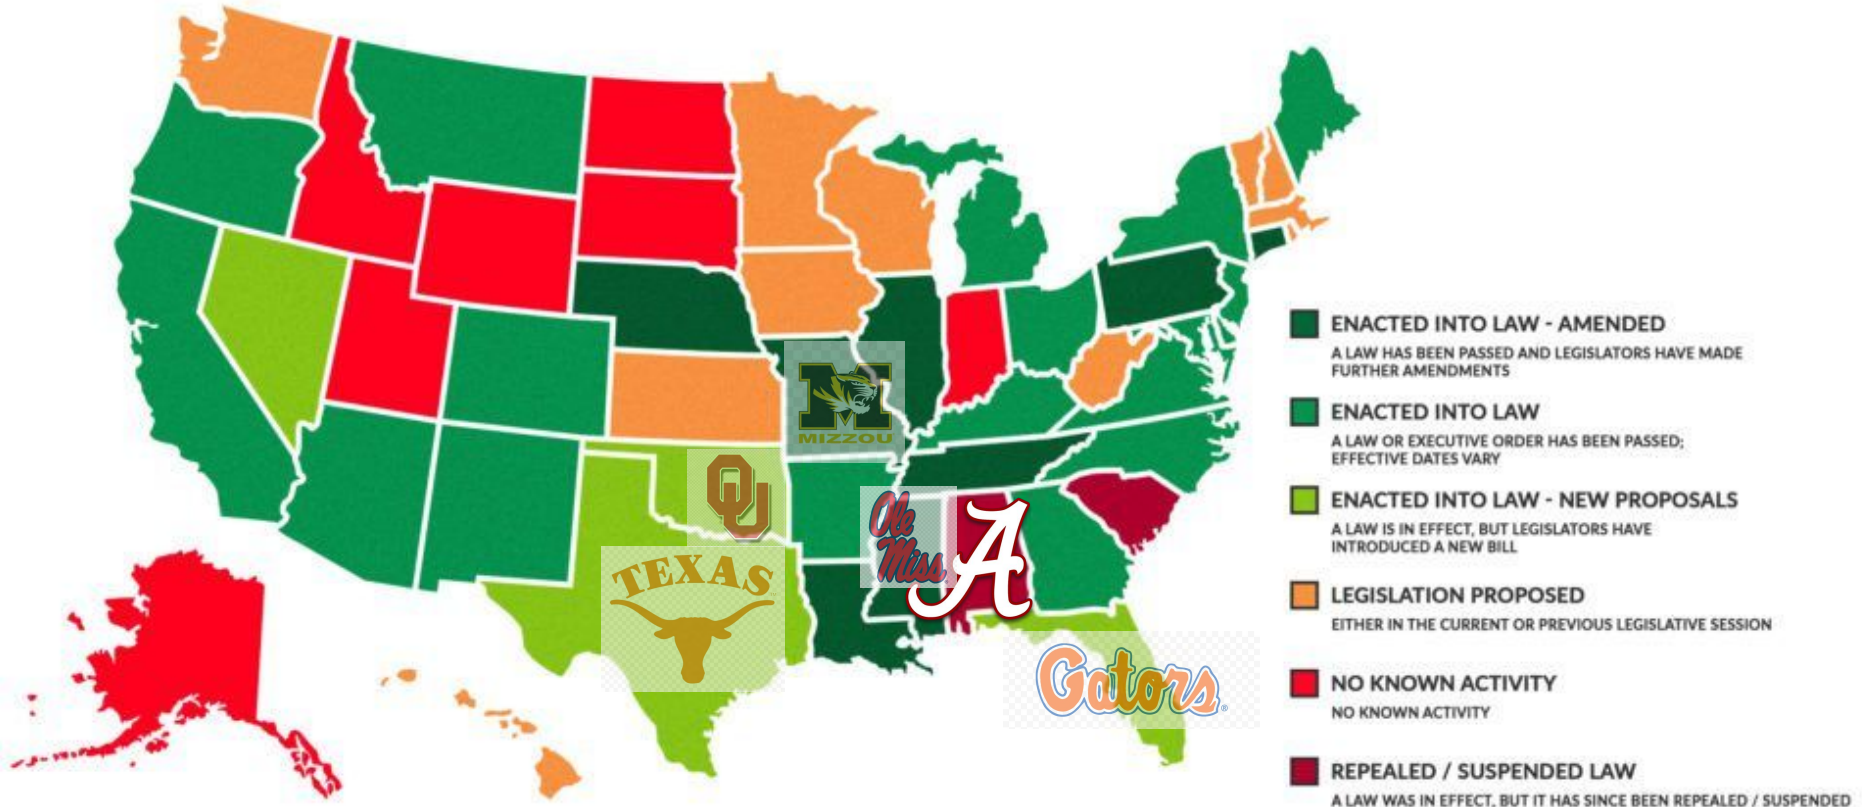 M
MIZZOU
OU
Ole
Miss
A
TEXAS
Gators
ENACTED INTO LAW - AMENDED
A LAW HAS BEEN PASSED AND LEGISLATORS HAVE MADE
FURTHER AMENDMENTS
ENACTED INTO LAW
A LAW OR EXECUTIVE ORDER HAS BEEN PASSED;
EFFECTIVE DATES VARY
ENACTED INTO LAW - NEW PROPOSALS
A LAW IS IN EFFECT, BUT LEGISLATORS HAVE
INTRODUCED A NEW BILL
LEGISLATION PROPOSED
EITHER IN THE CURRENT OR PREVIOUS LEGISLATIVE SESSION
NO KNOWN ACTIVITY
NO KNOWN ACTIVITY
REPEALED / SUSPENDED LAW
A LAW WAS IN EFFECT, BUT IT HAS SINCE BEEN REPEALED / SUSPENDED